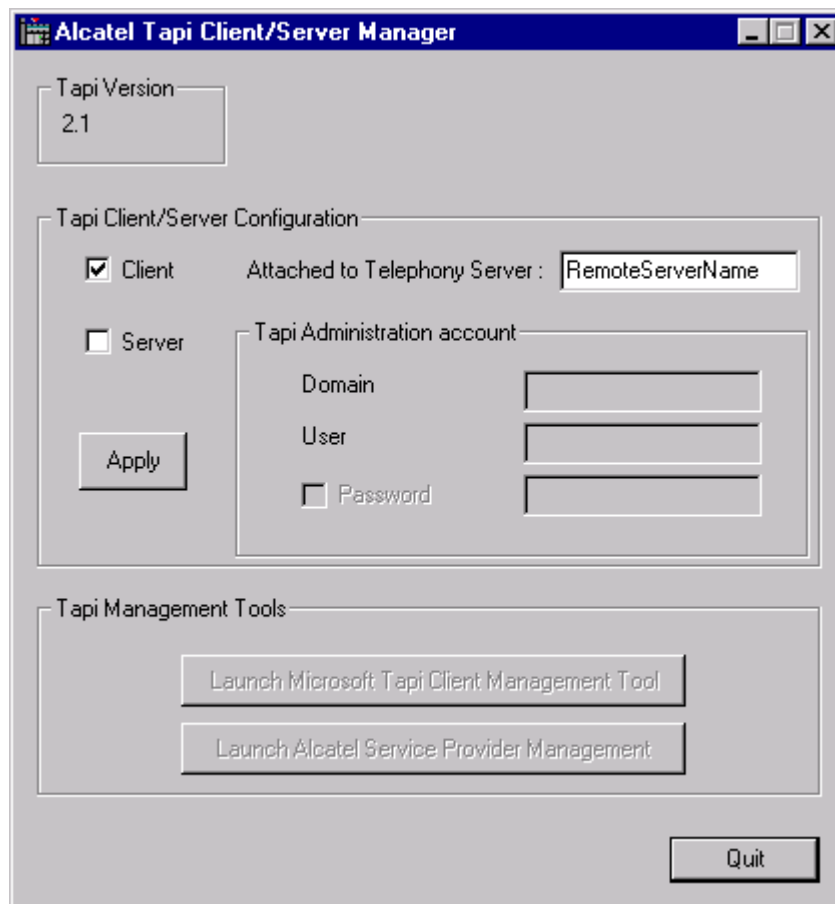 Alcatel Tapi Client/Server Manager
Tapi Version
2.1
Tapi Client/Server Configuration
Client
Attached to Telephony Server :
RemoteServerName
Server
Tapi Administration account
Domain
User
Password
Apply
Tapi Management Tools
Launch Microsoft Tapi Client Management Tool
Launch Alcatel Service Provider Management
Quit